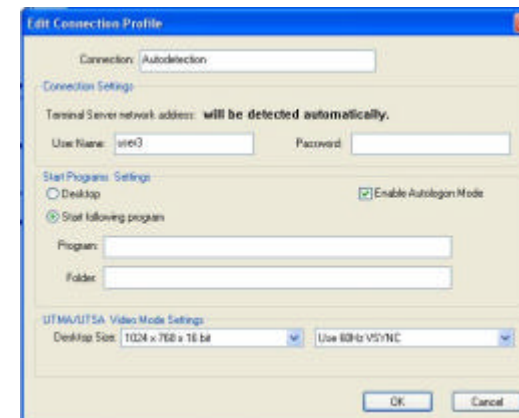 Edit Connection Profile
Connection: Autodetection
Connection Settings
Terminal Server network address: will be detected automatically.
User Name: user3 Password:
Start Programs Settings
Desktop Enable Autologon Mode
Start following program
Program:
Folder:
UTMA/UTSA Video Mode Settings
Desktop Size: 1024 x 768 x 16 bit Use 60Hz VSYNC
OK Cancel